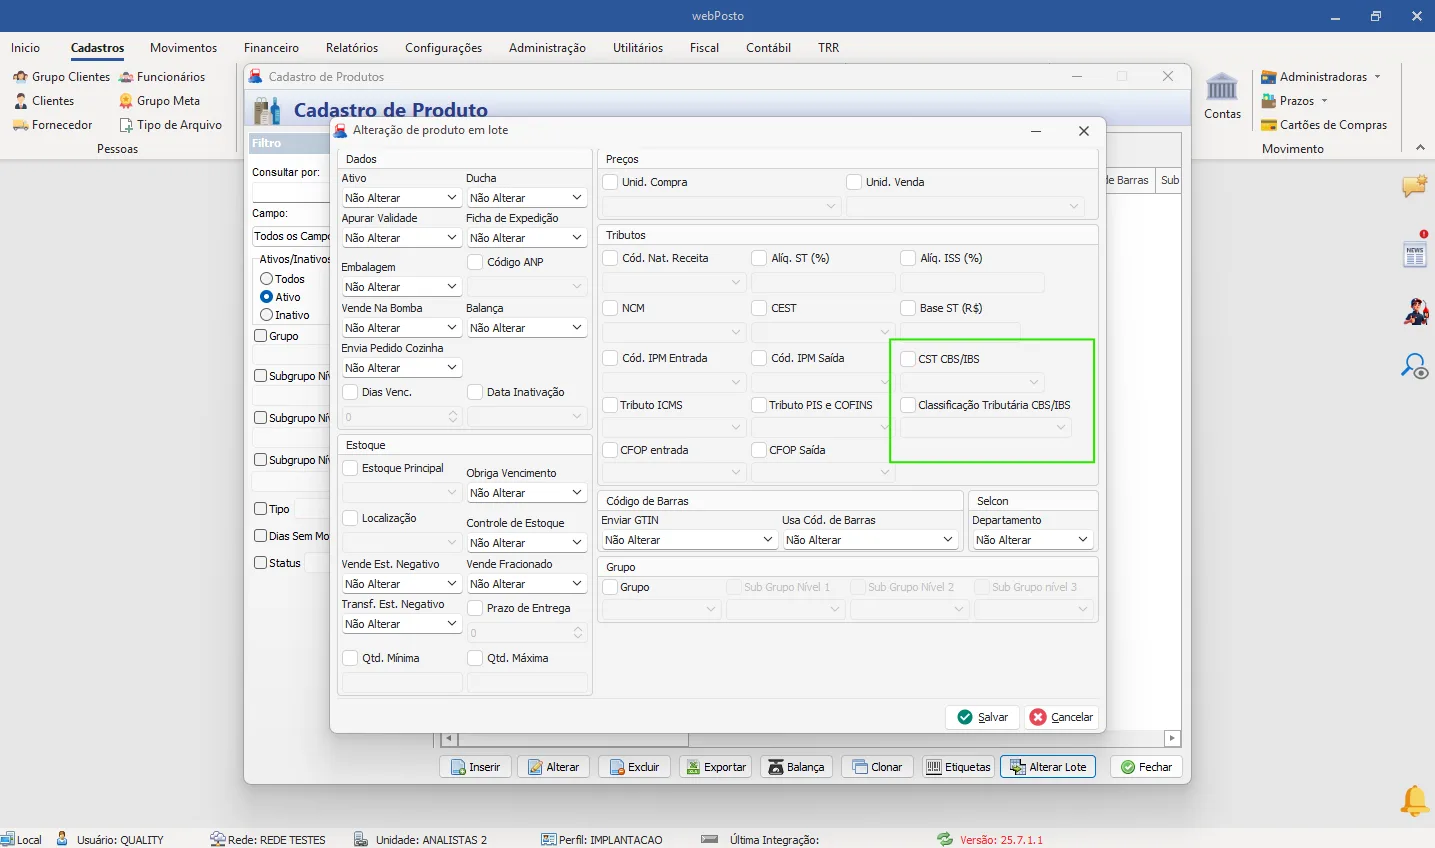 webPosto
Inicio Cadastros Movimentos Financeiro Relatórios Configurações Administração Utilitários Fiscal Contábil TRR
Grupo Clientes Funcionários
Clientes Grupo Meta
Fornecedor Tipo de Arquivo
Pessoas
Contas
Administradoras
Prazos
Cartões de Compras
Movimento
NEWS
Cadastro de Produtos
Cadastro de Produto
Filtro
Consultar por:
Campo:
Todos os Campo
Ativos/Inativos
Todos
Ativo
Inativo
Grupo
Subgrupo Nív
Subgrupo Nív
Subgrupo Nív
Tipo
Dias Sem Mo
Status
de Barras Sub
Alteração de produto em lote
Dados
Ativo Ducha
Não Alterar Não Alterar
Apurar Validade Ficha de Expedição
Não Alterar Não Alterar
Embalagem Código ANP
Não Alterar
Vende Na Bomba Balança
Não Alterar Não Alterar
Envia Pedido Cozinha
Não Alterar
Dias Venc. Data Inativação
0
Estoque
Estoque Principal Obriga Vencimento
Não Alterar
Localização Controle de Estoque
Não Alterar
Vende Est. Negativo Vende Fracionado
Não Alterar Não Alterar
Transf. Est. Negativo Prazo de Entrega
Não Alterar 0
Qtd. Mínima Qtd. Máxima
Preços
Unid. Compra Unid. Venda
Tributos
Cód. Nat. Receita Alíq. ST (%) Alíq. ISS (%)
NCM CEST Base ST (R$)
Cód. IPM Entrada Cód. IPM Saída CST CBS/IBS
Tributo ICMS Tributo PIS e COFINS Classificação Tributária CBS/IBS
CFOP entrada CFOP Saída
Código de Barras
Enviar GTIN Usa Cód. de Barras
Não Alterar Não Alterar
Selcon
Departamento
Não Alterar
Grupo
Grupo Sub Grupo Nível 1 Sub Grupo Nível 2 Sub Grupo nível 3
Salvar Cancelar
Inserir Alterar Excluir Exportar Balança Clonar Etiquetas Alterar Lote Fechar
Local Usuário: QUALITY Rede: REDE TESTES Unidade: ANALISTAS 2 Perfil: IMPLANTACAO Última Integração: Versão: 25.7.1.1